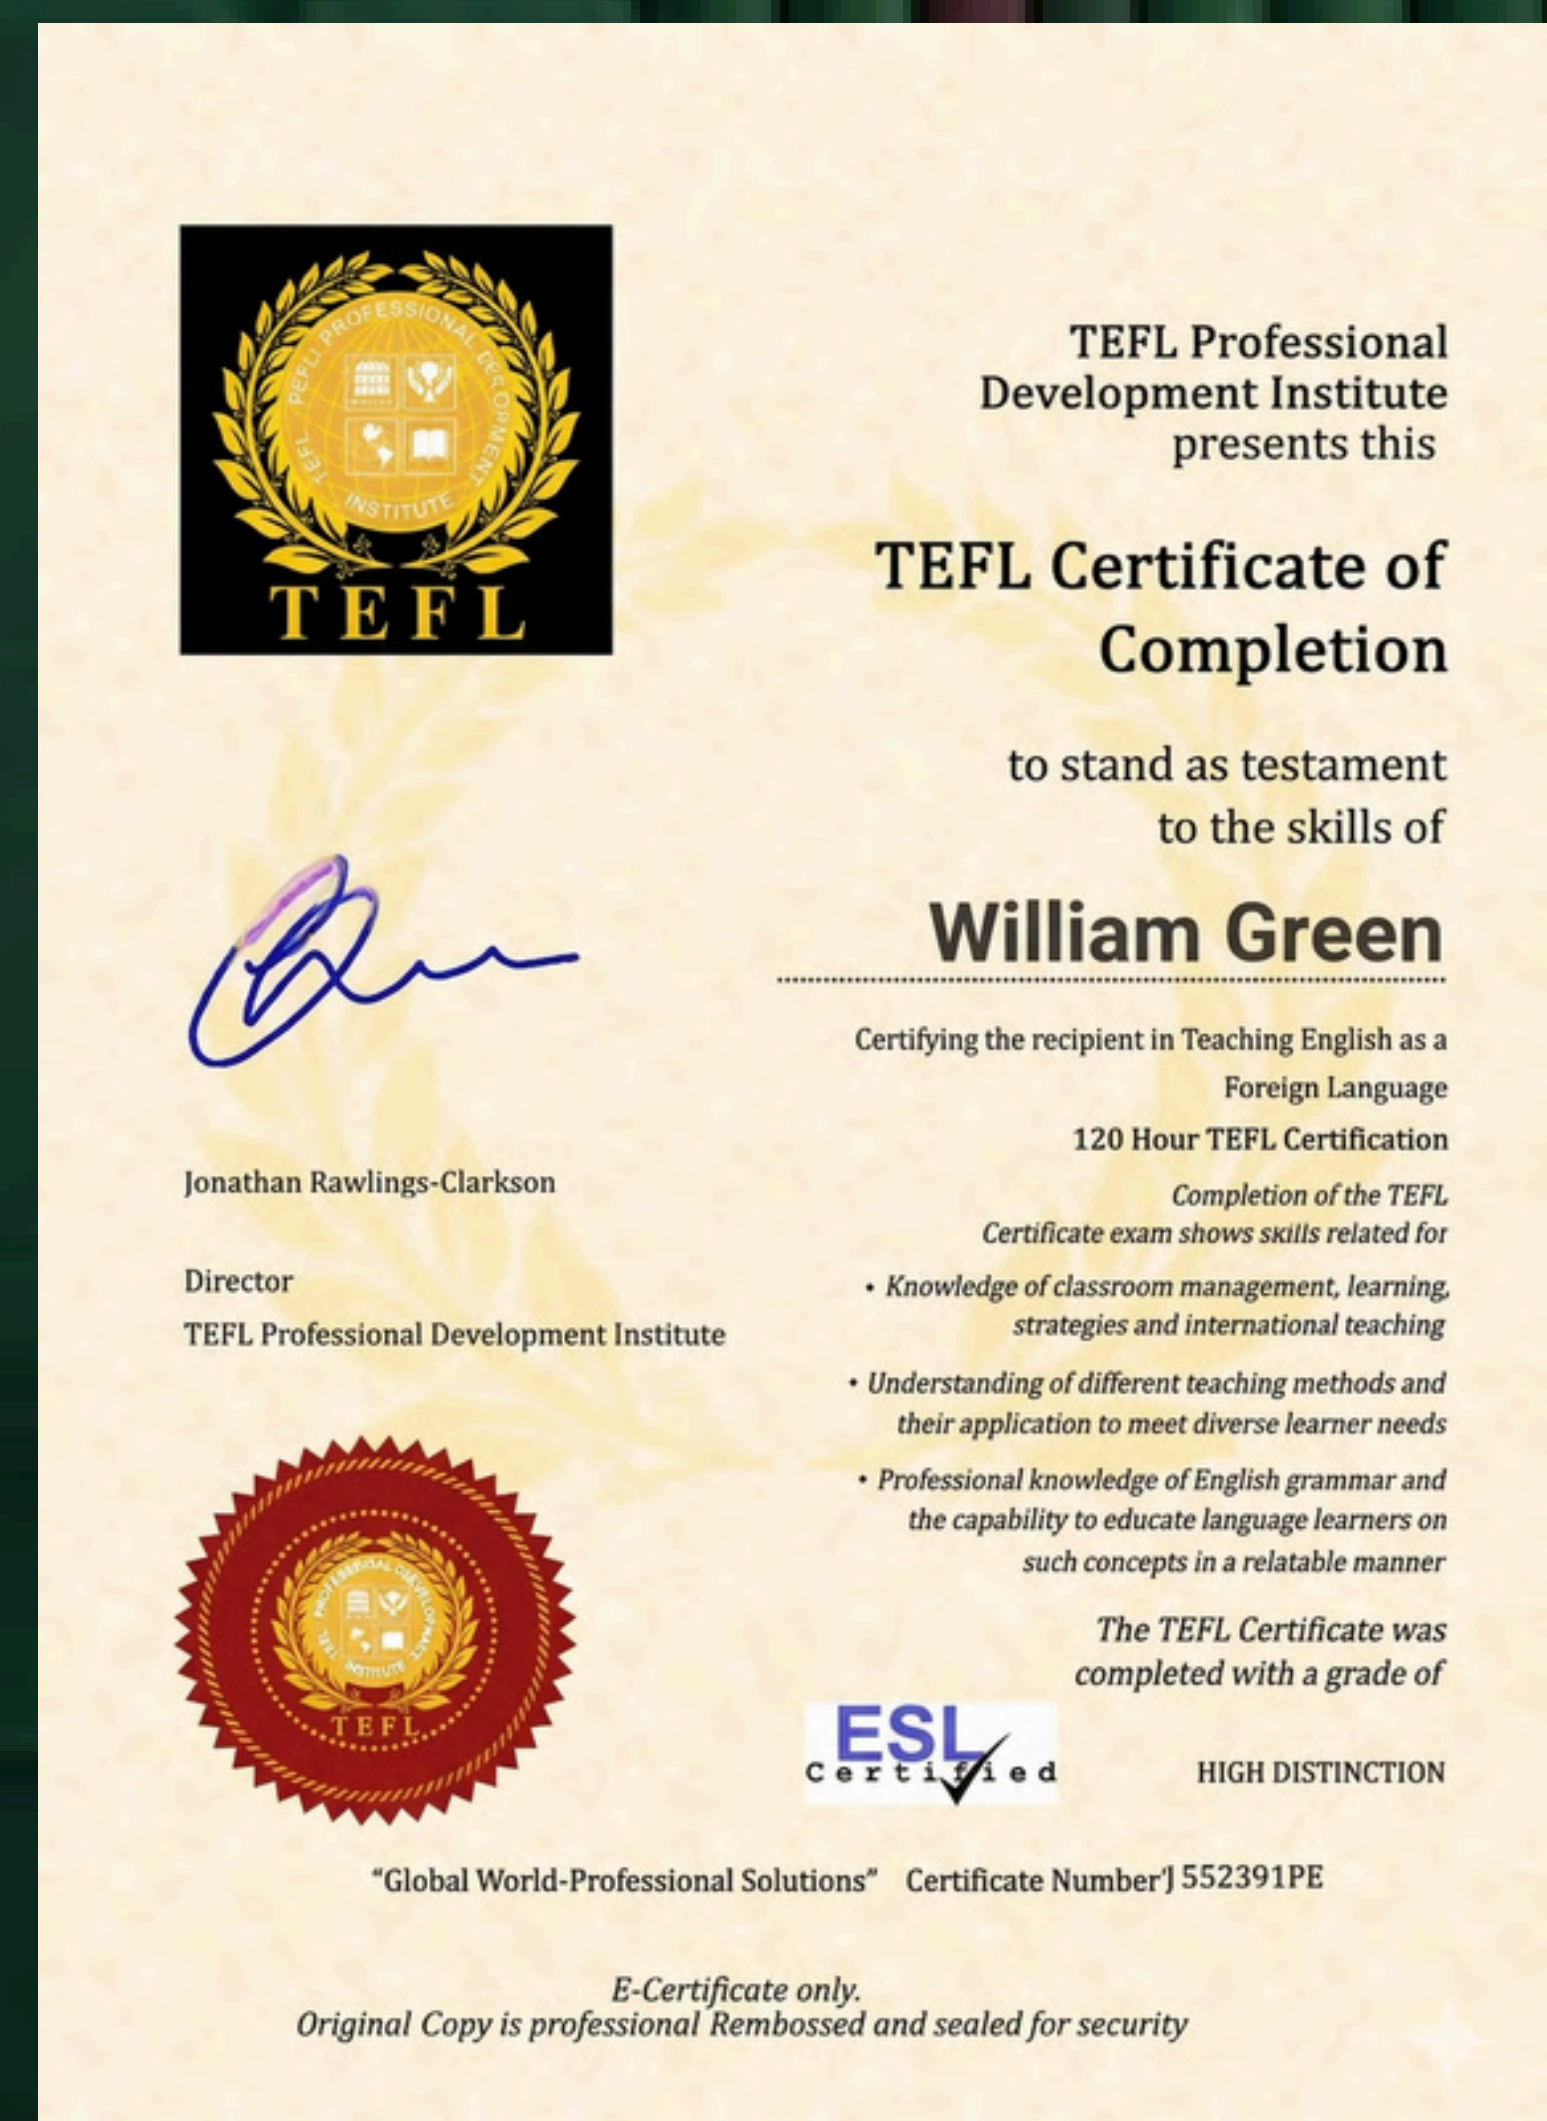 TEFL
TEFL Professional
Development Institute
presents this
TEFL Certificate of
Completion
to stand as testament
to the skills of
William Green
Certifying the recipient in Teaching English as a
Foreign Language
120 Hour TEFL Certification
Completion of the TEFL
Certificate exam shows skills related for
• Knowledge of classroom management, learning,
strategies and international teaching
• Understanding of different teaching methods and
their application to meet diverse learner needs
• Professional knowledge of English grammar and
the capability to educate language learners on
such concepts in a relatable manner
The TEFL Certificate was
completed with a grade of
HIGH DISTINCTION
Jonathan Rawlings-Clarkson
Director
TEFL Professional Development Institute
TEFL
PROFESSIONAL
INSTITUTE
TEFL
ESL
Certified
“Global World-Professional Solutions” Certificate Number'J 552391PE
E-Certificate only.
Original Copy is professional Rembossed and sealed for security